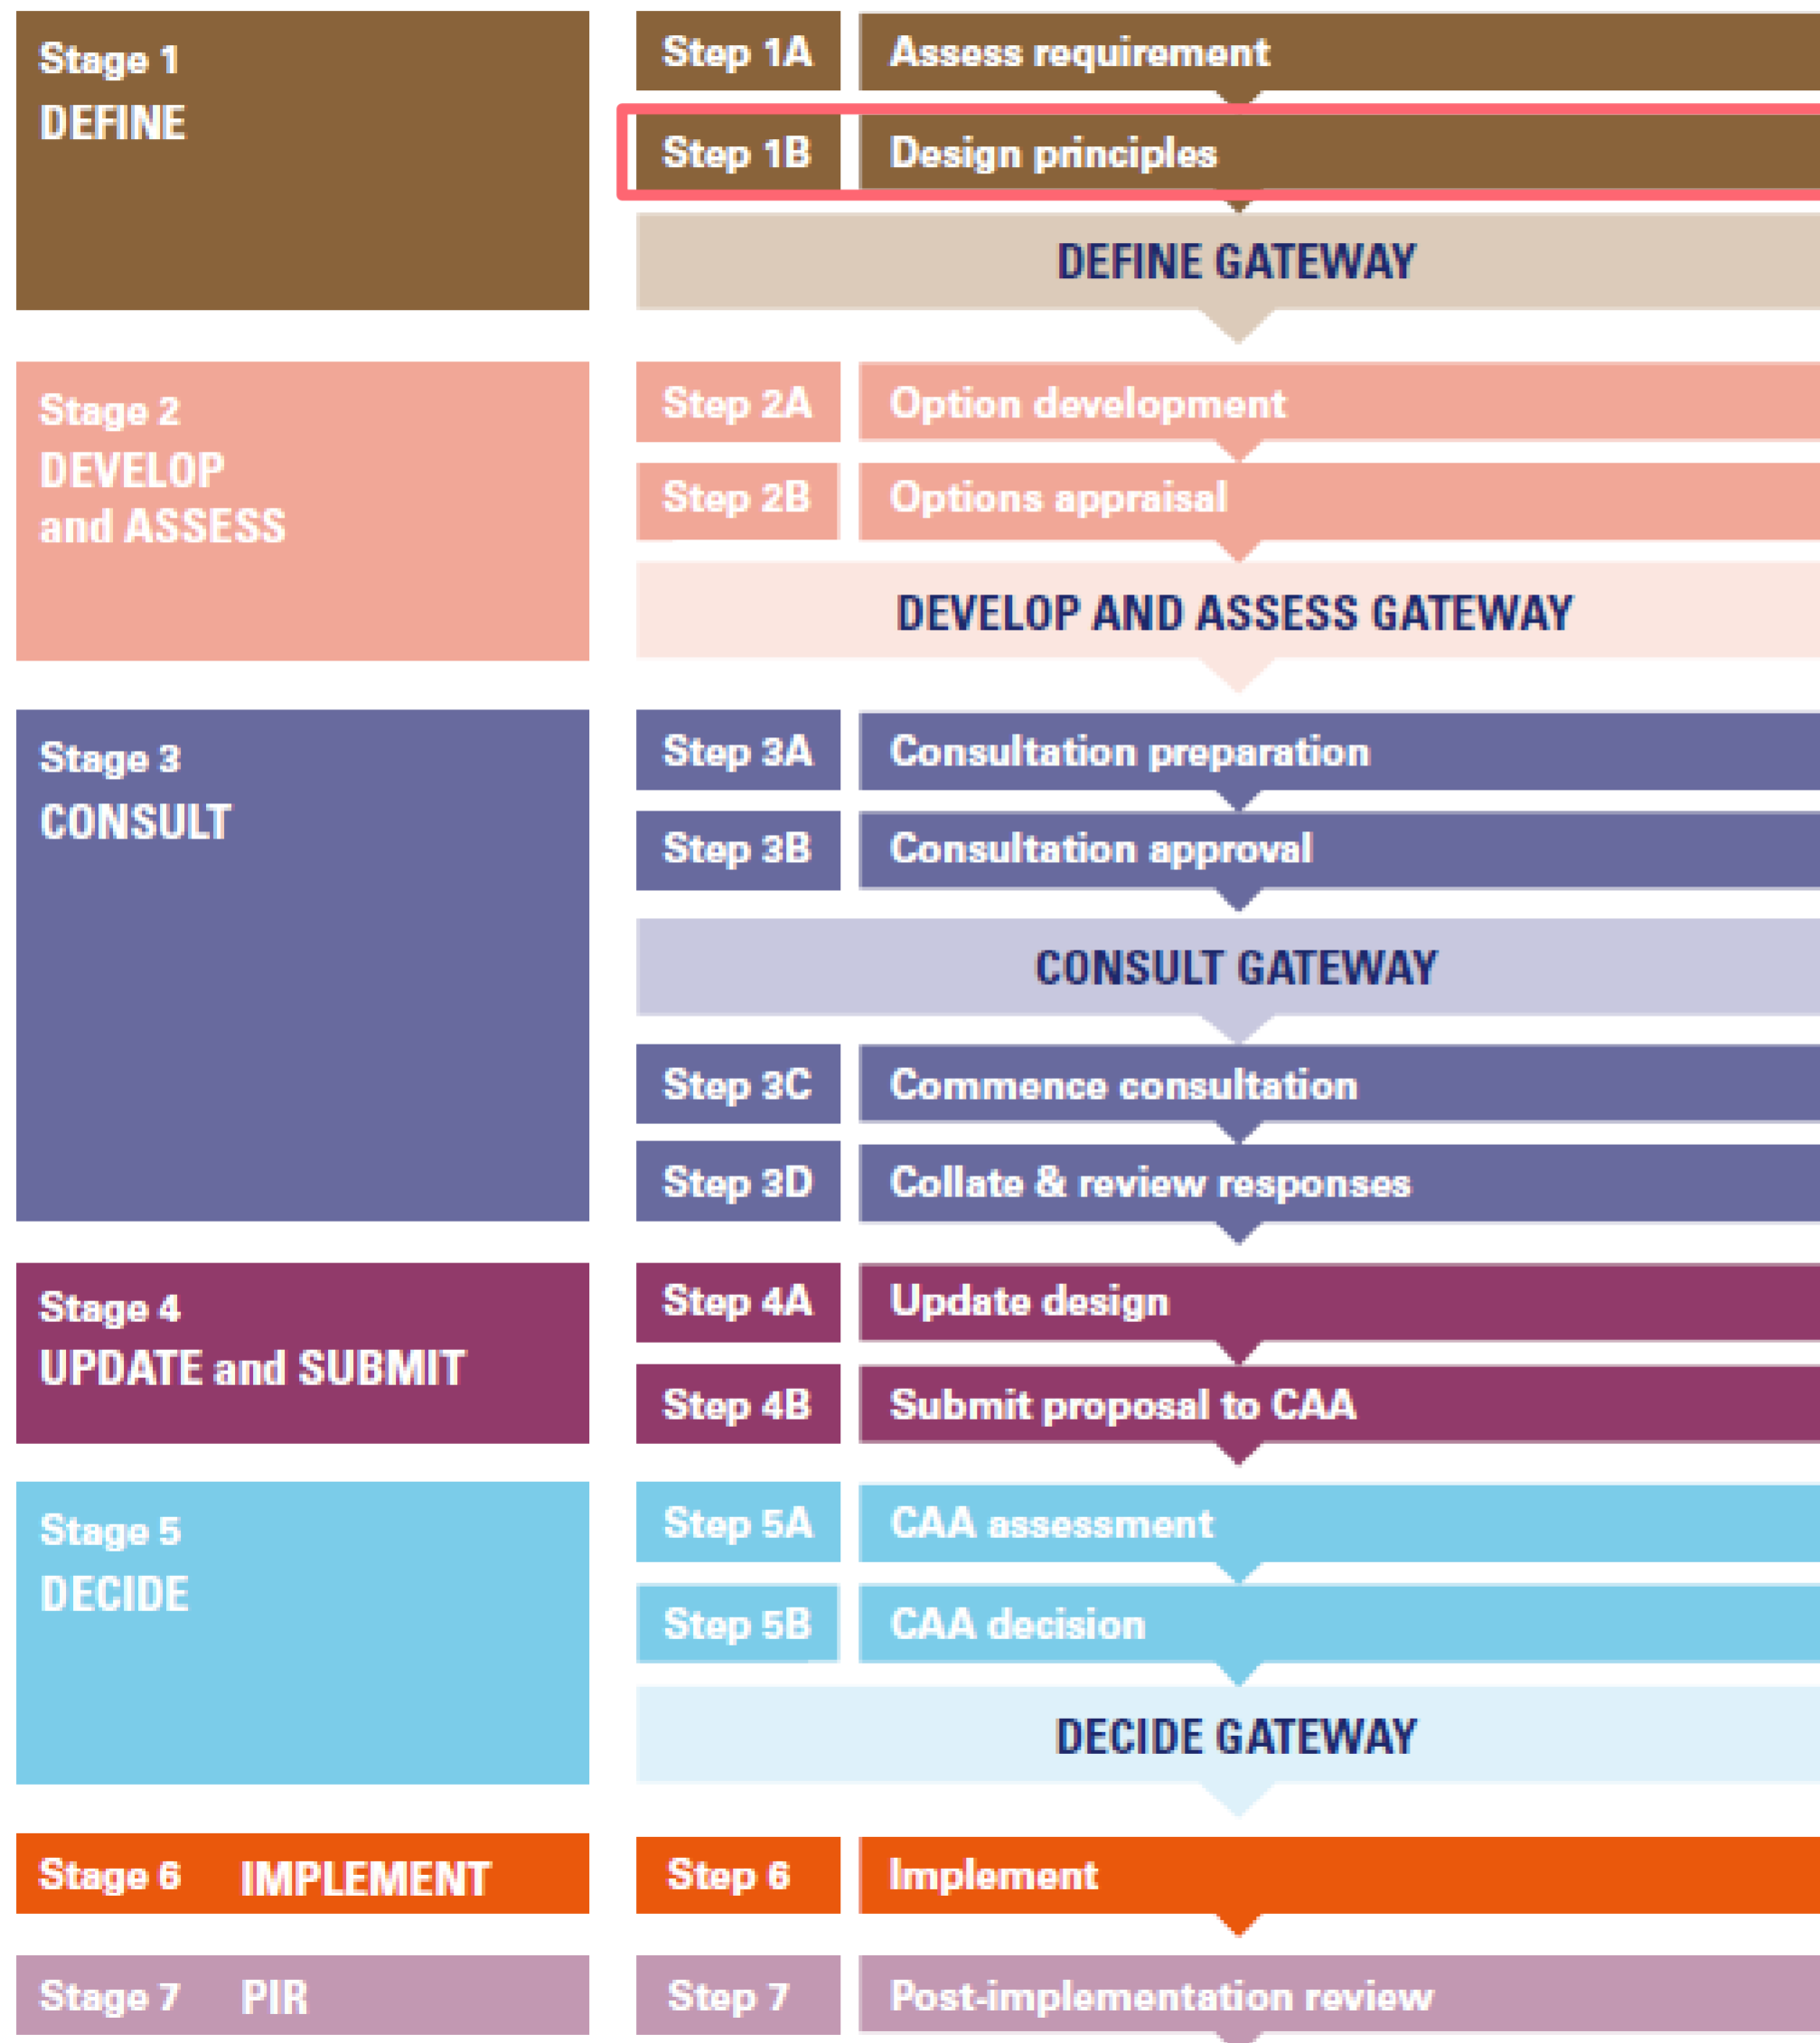 Stage 1
DEFINE
Step 1A Assess requirement
Step 1B Design principles
DEFINE GATEWAY
Stage 2
DEVELOP
and ASSESS
Step 2A Option development
Step 2B Options appraisal
DEVELOP AND ASSESS GATEWAY
Stage 3
CONSULT
Step 3A Consultation preparation
Step 3B Consultation approval
CONSULT GATEWAY
Step 3C Commence consultation
Step 3D Collate & review responses
Stage 4
UPDATE and SUBMIT
Step 4A Update design
Step 4B Submit proposal to CAA
Stage 5
DECIDE
Step 5A CAA assessment
Step 5B CAA decision
DECIDE GATEWAY
Stage 6 IMPLEMENT
Step 6 Implement
Stage 7 PIR
Step 7 Post-implementation review